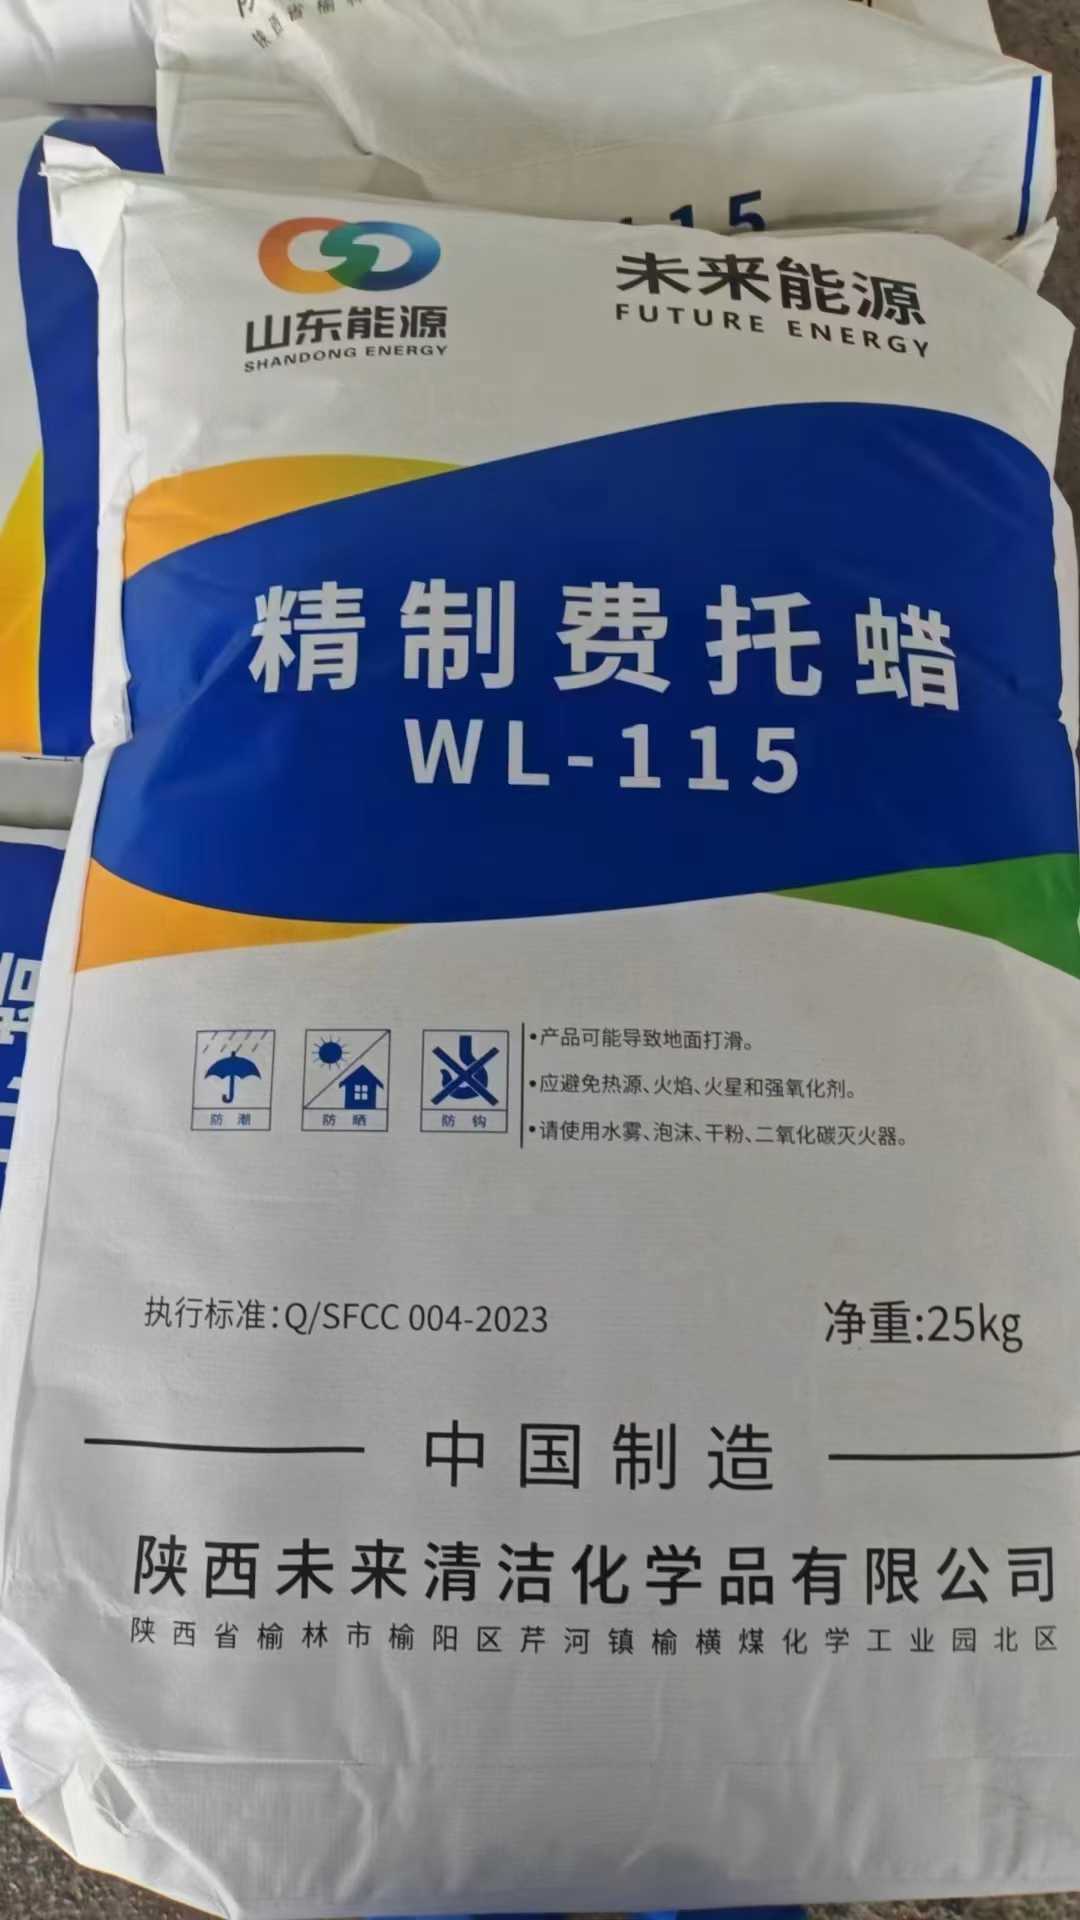 陕西省榆林
115
山东能源
SHANDONG ENERGY
未来能源
FUTURE ENERGY
精制费托蜡
WL-115
防潮
防晒
防钩
•产品可能导致地面打滑。
•应避免热源、火焰、火星和强氧化剂。
•请使用水雾、泡沫、干粉、二氧化碳灭火器。
执行标准：Q/SFCC 004-2023
净重:25kg
中国制造
陕西未来清洁化学品有限公司
陕西省榆林市榆阳区芹河镇榆横煤化学工业园北区